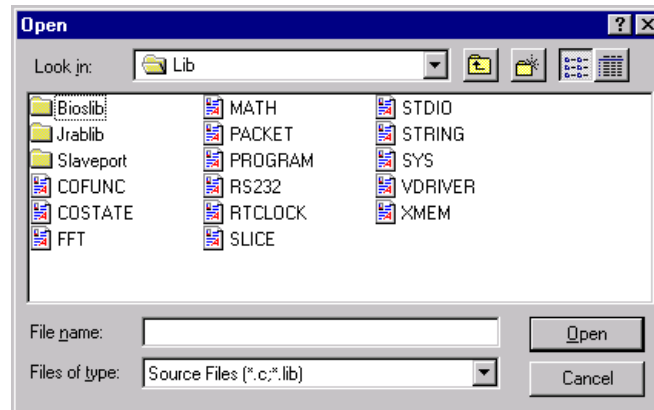 Open
Look in: Lib
Bioslib MATH STDIO
Jrablib PACKET STRING
Slaveport PROGRAM SYS
COFUNC RS232 VDRIVER
COSTATE RTCLOCK XMEM
FFT SLICE
File name: Open
Files of type: Source Files (*.c;*.lib) Cancel